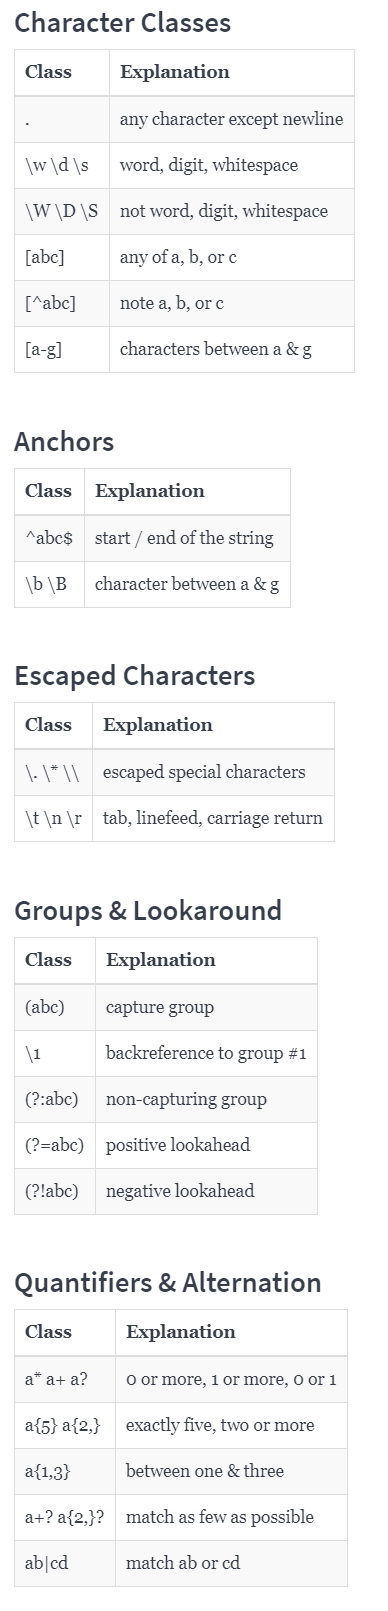 Character Classes
Class Explanation
. any character except newline
\w \d \s word, digit, whitespace
\W \D \S not word, digit, whitespace
[abc] any of a, b, or c
[^abc] note a, b, or c
[a-g] characters between a & g
Anchors
Class Explanation
^abc$ start / end of the string
\b \B character between a & g
Escaped Characters
Class Explanation
\. \* \\ escaped special characters
\t \n \r tab, linefeed, carriage return
Groups & Lookaround
Class Explanation
(abc) capture group
\1 backreference to group #1
(?:abc) non-capturing group
(?=abc) positive lookahead
(?!abc) negative lookahead
Quantifiers & Alternation
Class Explanation
a* a+ a? 0 or more, 1 or more, 0 or 1
a{5} a{2,} exactly five, two or more
a{1,3} between one & three
a+? a{2,}? match as few as possible
ab|cd match ab or cd